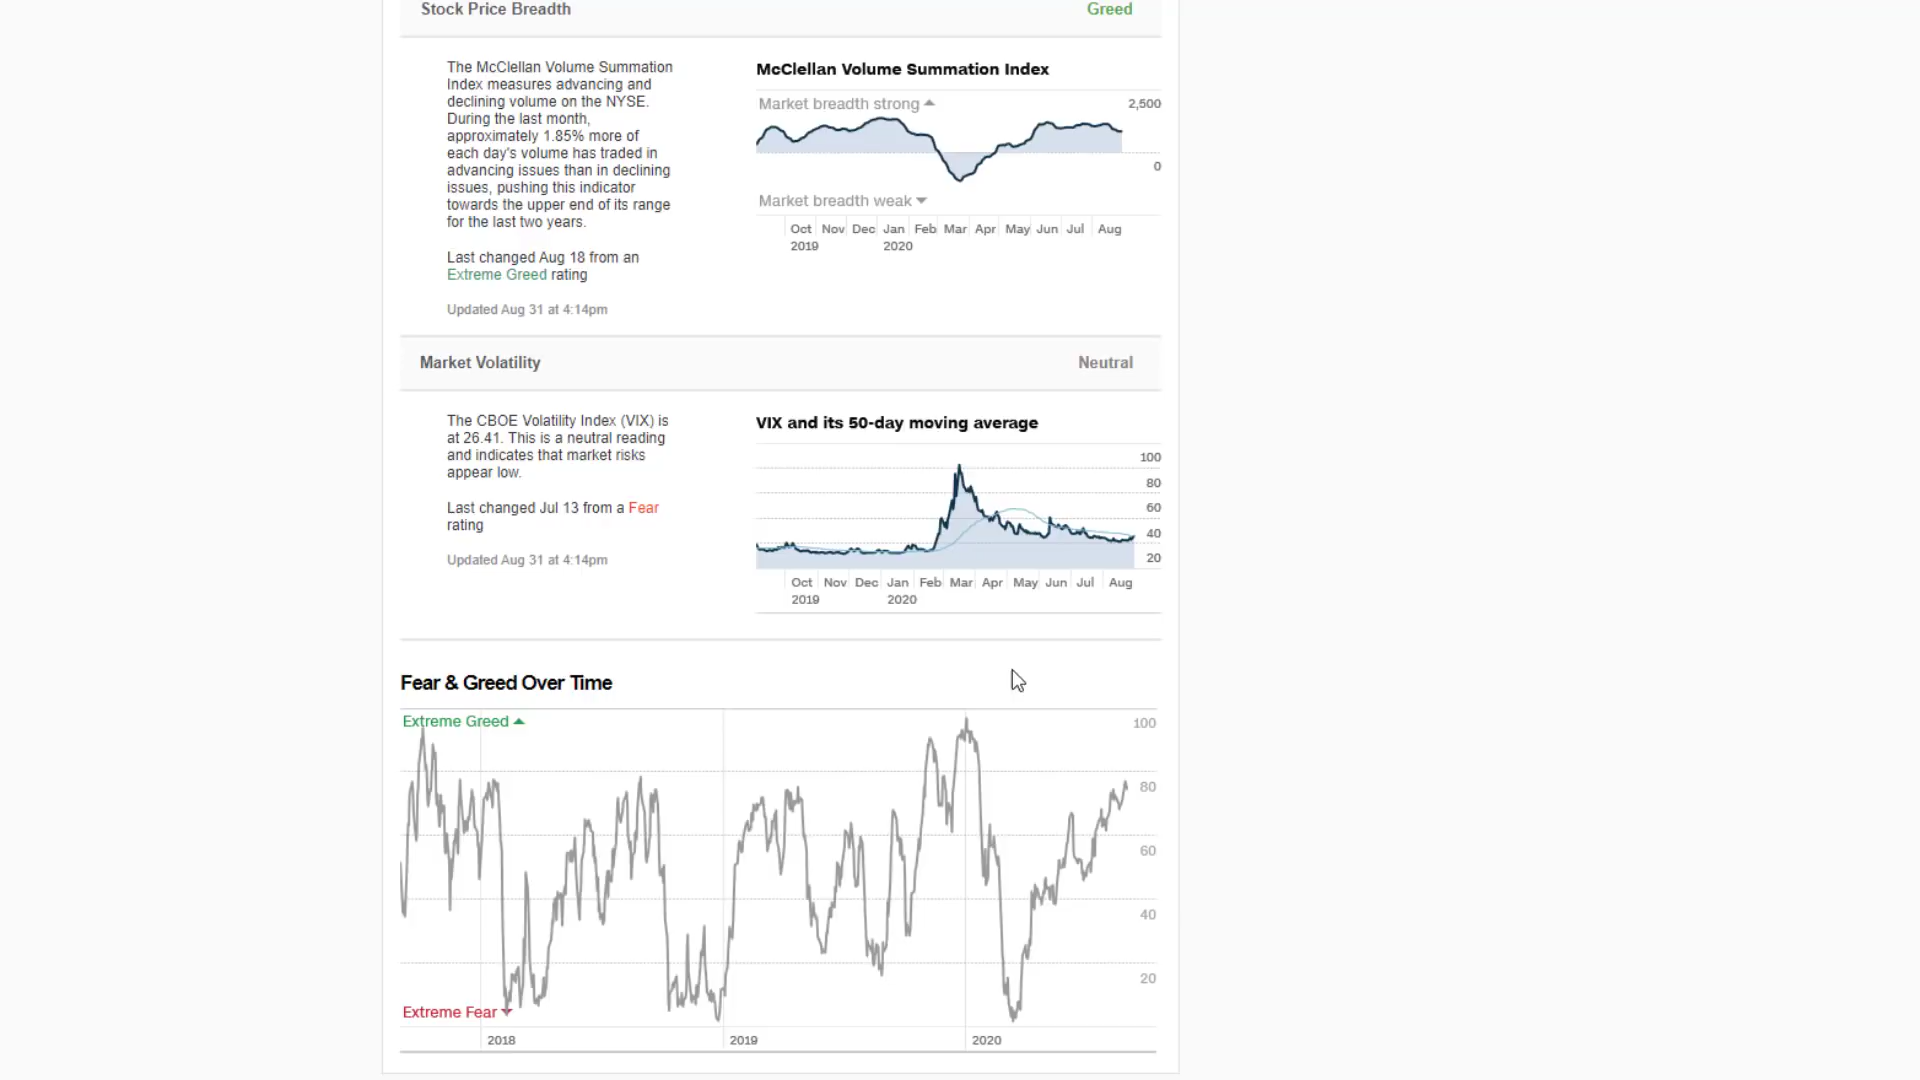 Stock Price Breadth
Greed
The McClellan Volume Summation
Index measures advancing and
declining volume on the NYSE.
During the last month,
approximately 1.85% more of
each day's volume has traded in
advancing issues than in declining
issues, pushing this indicator
towards the upper end of its range
for the last two years.
Last changed Aug 18 from an
Extreme Greed rating
Updated Aug 31 at 4:14pm
McClellan Volume Summation Index
Market breadth strong
2,500
0
Market breadth weak
Oct Nov Dec Jan Feb Mar Apr May Jun Jul Aug
2019 2020
Market Volatility
Neutral
The CBOE Volatility Index (VIX) is
at 26.41. This is a neutral reading
and indicates that market risks
appear low.
Last changed Jul 13 from a Fear
rating
Updated Aug 31 at 4:14pm
VIX and its 50-day moving average
100
80
60
40
20
Oct Nov Dec Jan Feb Mar Apr May Jun Jul Aug
2019 2020
Fear & Greed Over Time
Extreme Greed
100
80
60
40
20
Extreme Fear
2018 2019 2020